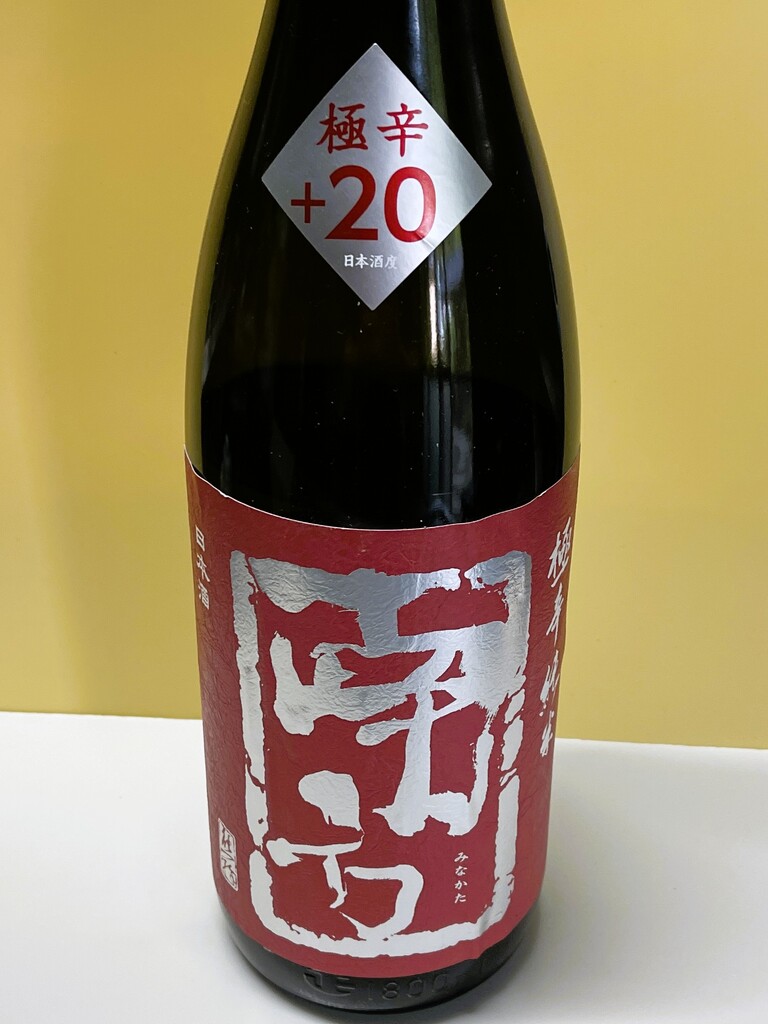 極辛
+20
日本酒度
極辛純米
南方
みなかた
日本酒
1800